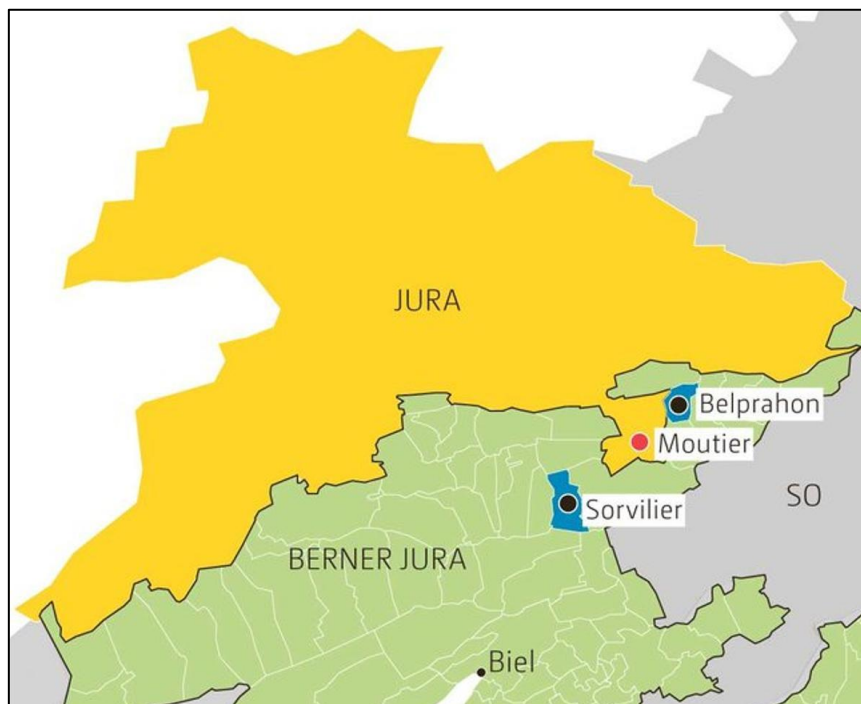 JURA
Belprahon
Moutier
SO
Sorvilier
BERNER JURA
Biel